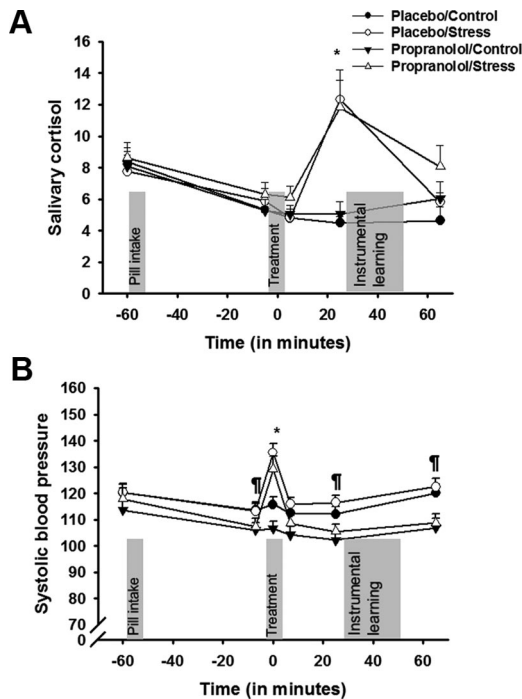 A
Placebo/Control
Placebo/Stress
Propranolol/Control
Propranolol/Stress
*
Salivary cortisol
16
14
12
10
8
6
4
2
0
Pill intake
Treatment
Instrumental
learning
-60 -40 -20 0 20 40 60
Time (in minutes)
B
*
¶ ¶ ¶
Systolic blood pressure
160
150
140
130
120
110
100
90
80
70
0
Pill intake
Treatment
Instrumental
learning
-60 -40 -20 0 20 40 60
Time (in minutes)